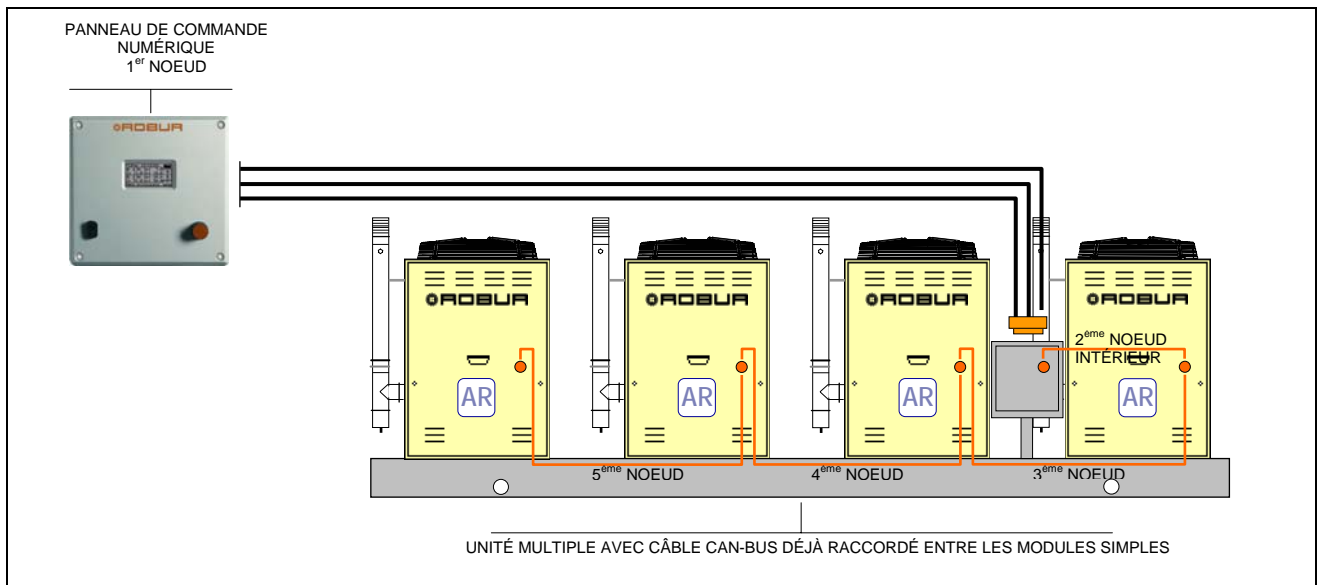 PANNEAU DE COMMANDE
NUMÉRIQUE
1er NOEUD
ROBUR
ROBUR
ROBUR
ROBUR
ROBUR
2ème NOEUD
INTÉRIEUR
AR
AR
AR
AR
5ème NOEUD
4ème NOEUD
3ème NOEUD
UNITÉ MULTIPLE AVEC CÂBLE CAN-BUS DÉJÀ RACCORDÉ ENTRE LES MODULES SIMPLES